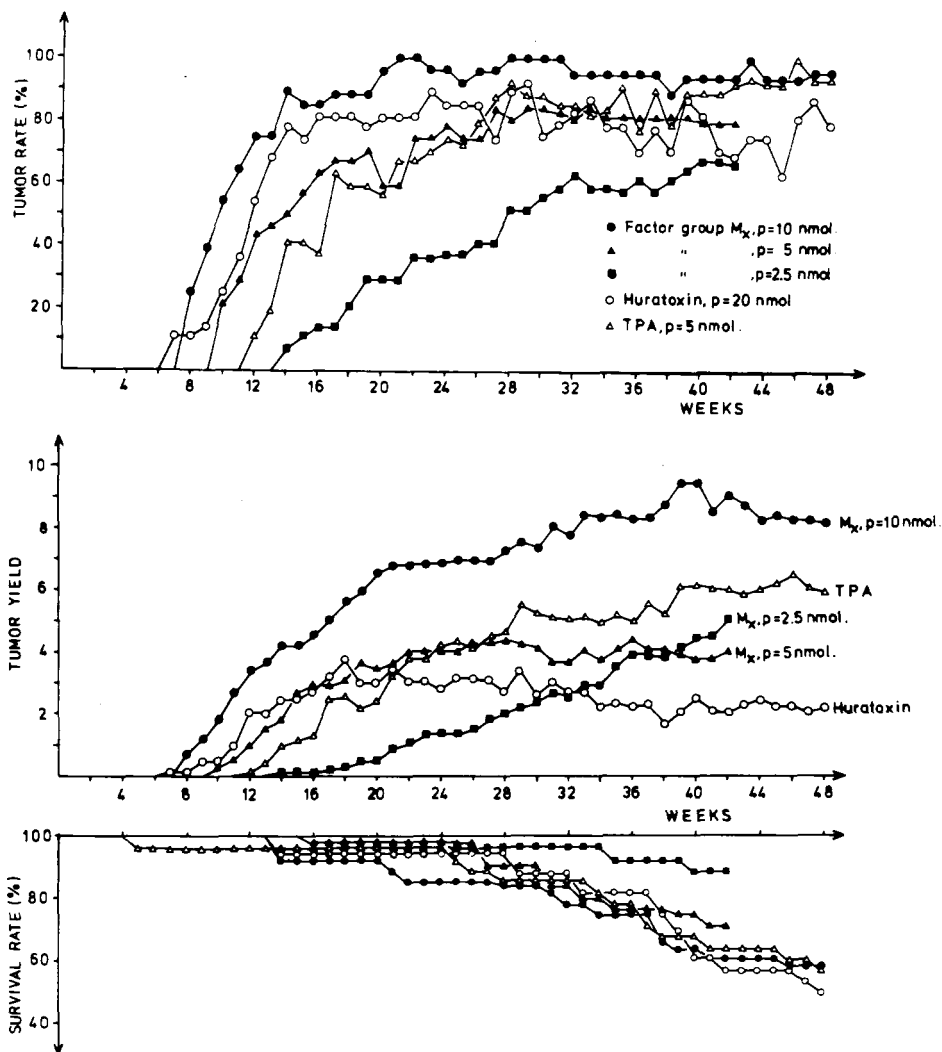 TUMOR RATE (%)
100
80
60
40
20
● Factor group Mx, p=10 nmol.
▲ " , p= 5 nmol.
■ " , p=2.5 nmol
○ Huratoxin, p=20 nmol
△ TPA, p=5 nmol.
4 8 12 16 20 24 28 32 36 40 44 48
WEEKS
TUMOR YIELD
10
8
6
4
2
Mx, p=10 nmol.
TPA
Mx, p=2.5 nmol.
Mx, p=5 nmol.
Huratoxin
4 8 12 16 20 24 28 32 36 40 44 48
WEEKS
SURVIVAL RATE (%)
100
80
60
40